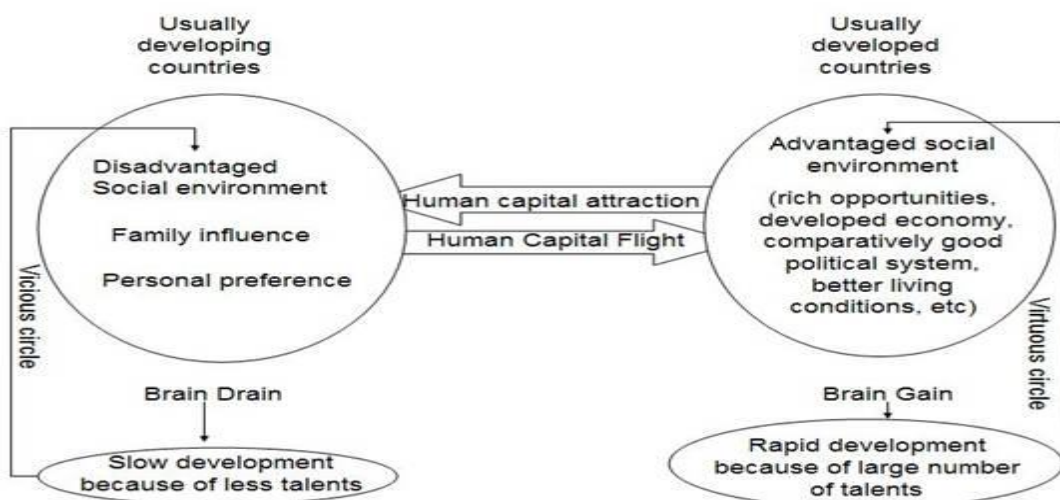 Usually
developing
countries
Disadvantaged
Social environment
Family influence
Personal preference
Vicious circle
Brain Drain
Slow development
because of less talents
Human capital attraction
Human Capital Flight
Usually
developed
countries
Advantaged social
environment
(rich opportunities,
developed economy,
comparatively good
political system,
better living
conditions, etc)
Virtuous circle
Brain Gain
Rapid development
because of large number
of talents